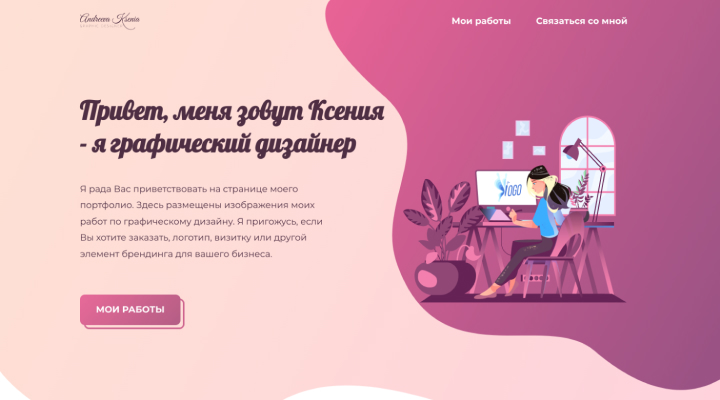 Andreeva Ksenia
Мои работы
Связаться со мной
Привет, меня зовут Ксения
- я графический дизайнер
Я рада Вас приветствовать на странице моего
портфолио. Здесь размещены изображения моих
работ по графическому дизайну. Я пригожусь, если
Вы хотите заказать, логотип, визитку или другой
элемент брендинга для вашего бизнеса.
LOGO
МОИ РАБОТЫ